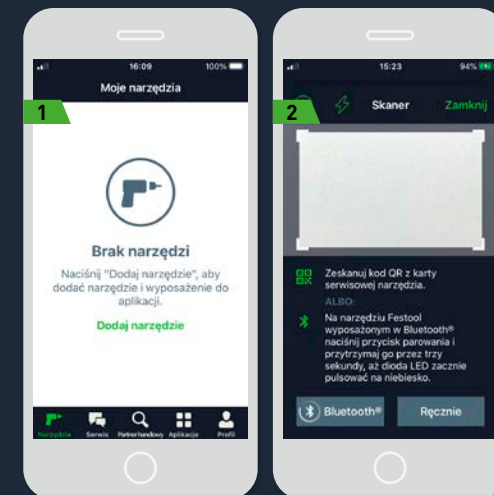 1
16:09
100%
Moje narzędzia
Brak narzędzi
Naciśnij "Dodaj narzędzie", aby
dodać narzędzie i wyposażenie do
aplikacji.
Dodaj narzędzie
Narzędzia Serwis Partner handlowy Aplikacje Profil
2
15:23
94%
Skaner
Zamknij
Zeskanuj kod QR z karty
serwisowej narzędzia.
ALBO:
Na narzędziu Festool
wyposażonym w Bluetooth®
naciśnij przycisk parowania i
przytrzymaj go przez trzy
sekundy, aż dioda LED zacznie
pulsować na niebiesko.
Bluetooth®
Ręcznie